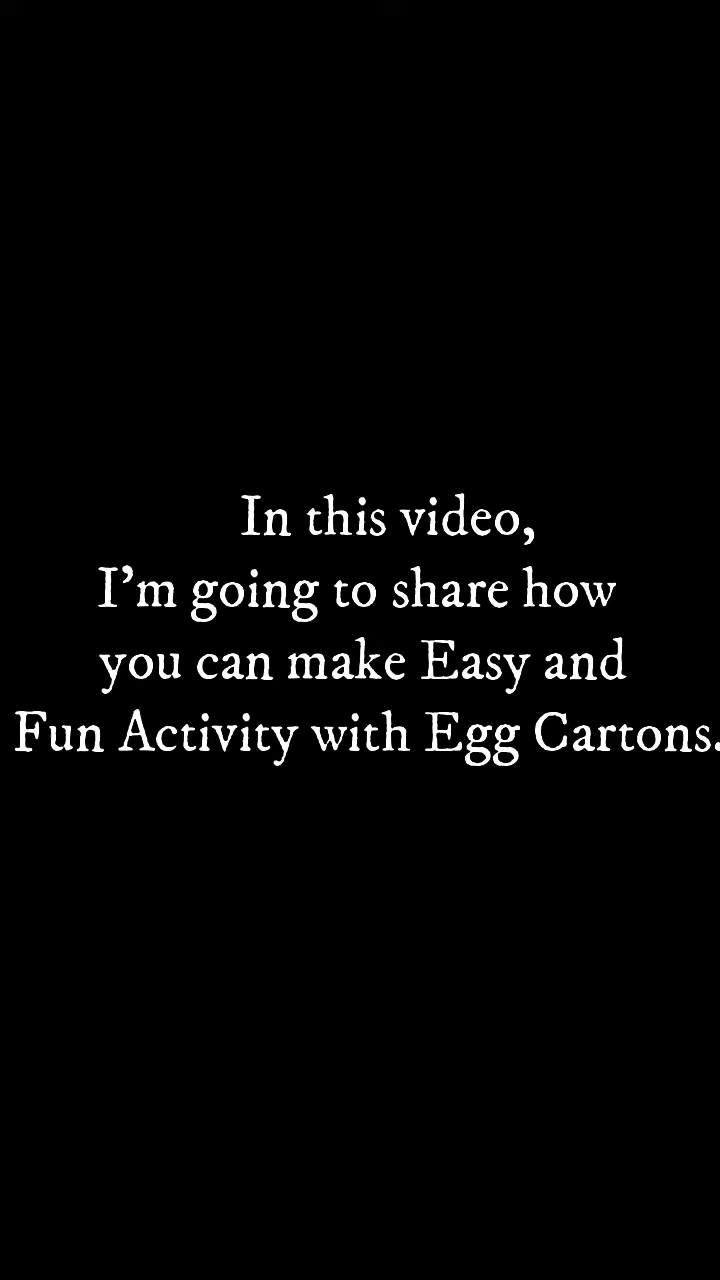 In this video,
I'm going to share how
you can make Easy and
Fun Activity with Egg Cartons.